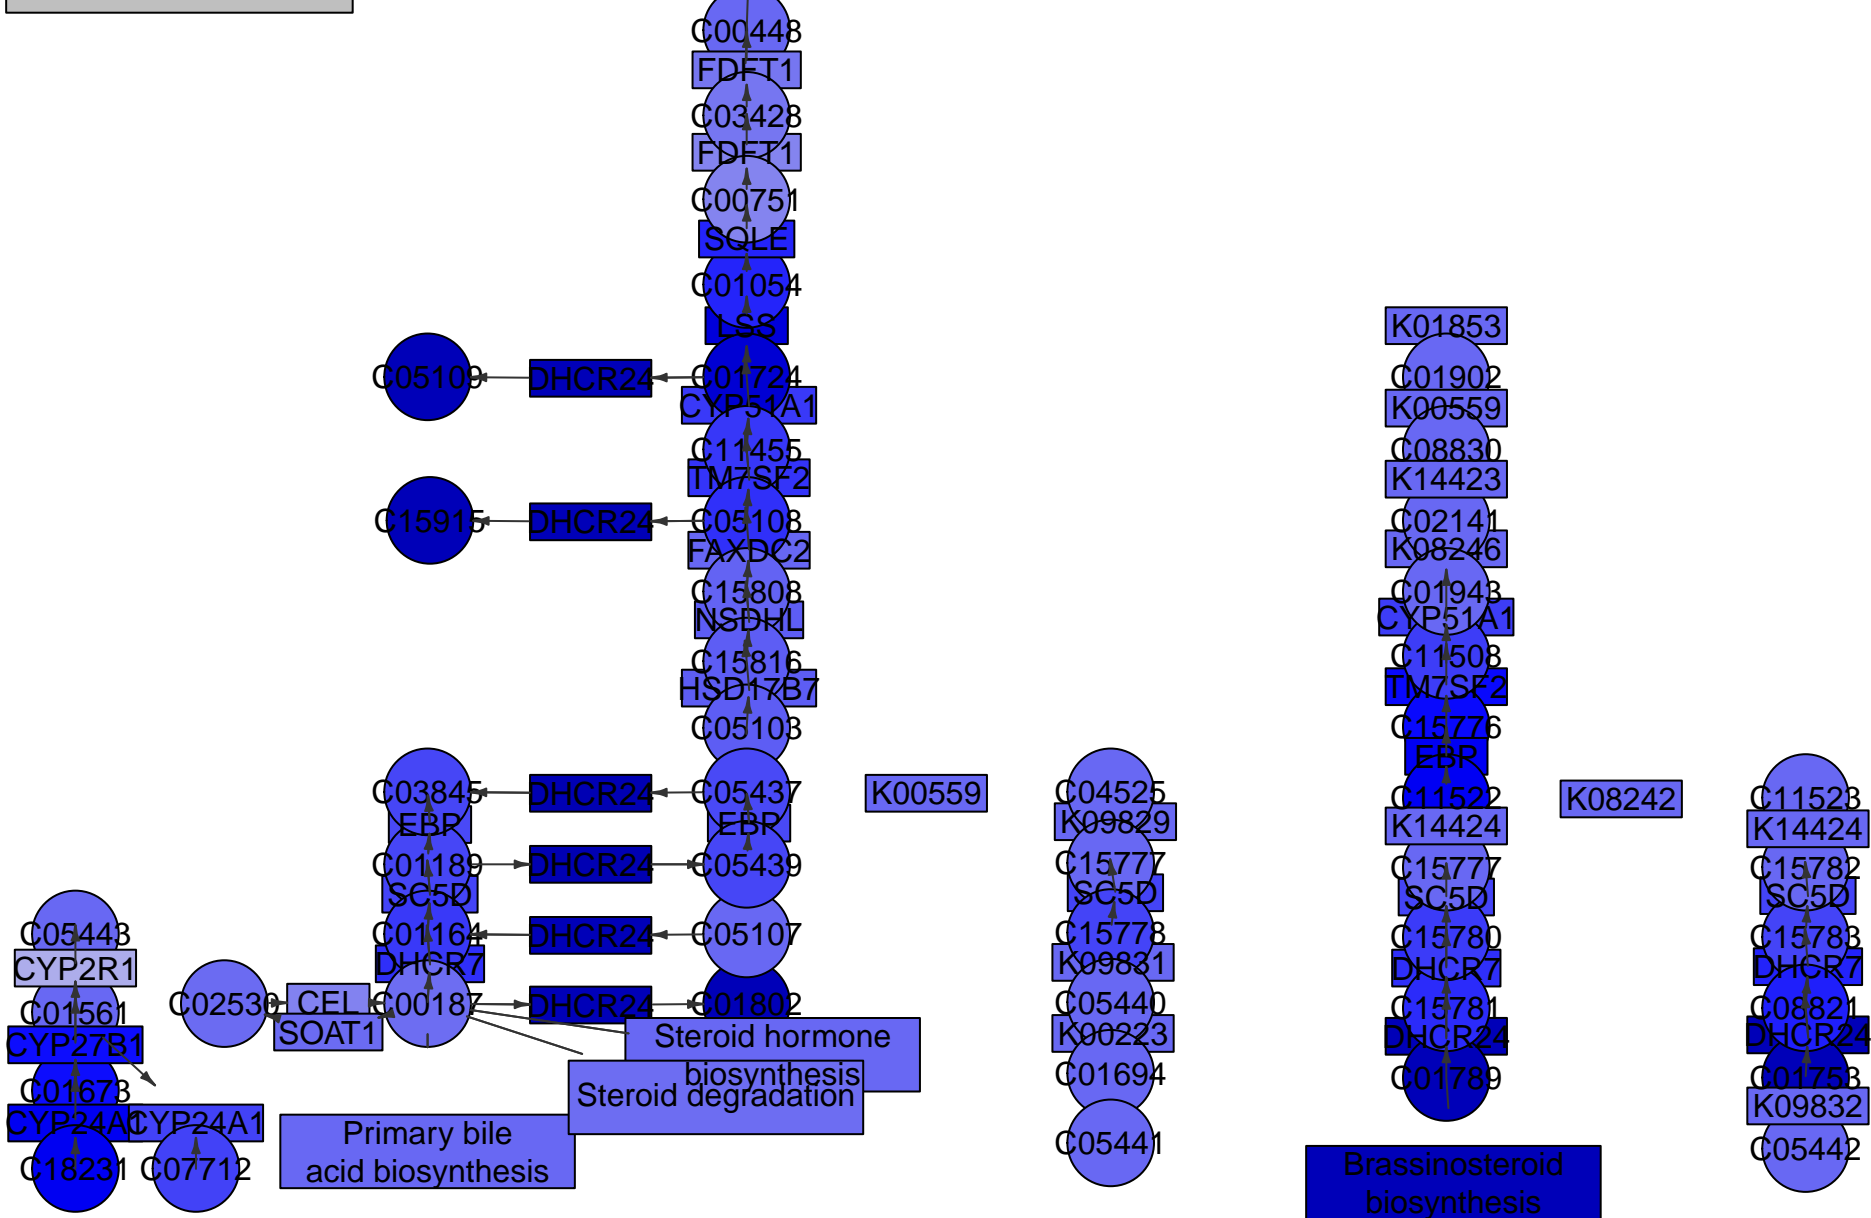 C00448
FDFT1
C03428
FDFT1
C00751
SQLE
C01054
LSS
C05109
DHCR24
C01724
CYP51A1
C11455
TM7SF2
C15915
DHCR24
C05108
FAXDC2
C15808
NSDHL
C15816
HSD17B7
C05103
C03845
DHCR24
C05437
EBP
EBP
C01189
DHCR24
C05439
SC5D
C01164
DHCR24
C05107
DHCR7
C02530
CEL
SOAT1
C00187
DHCR24
C01802
Steroid hormone
biosynthesis
Steroid degradation
Primary bile
acid biosynthesis
C05443
CYP2R1
C01561
CYP27B1
C01673
CYP24A1
CYP24A1
C18231
C07712
K00559
C04525
K09829
C15777
SC5D
C15778
K09831
C05440
K00223
C01694
C05441
K01853
C01902
K00559
C08830
K14423
C02141
K08246
C01943
CYP51A1
C11508
TM7SF2
C15776
EBP
C11522
K14424
C15777
SC5D
C15780
DHCR7
C15781
DHCR24
C01789
Brassinosteroid
biosynthesis
K08242
C11523
K14424
C15782
SC5D
C15783
DHCR7
C08821
DHCR24
C01753
K09832
C05442